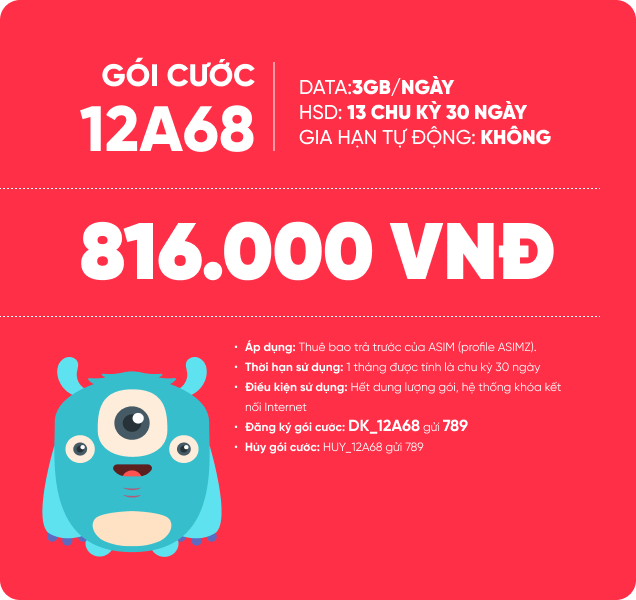 GÓI CƯỚC
12A68
DATA:3GB/NGÀY
HSD: 13 CHU KỲ 30 NGÀY
GIA HẠN TỰ ĐỘNG: KHÔNG
816.000 VNĐ
• Áp dụng: Thuê bao trả trước của ASIM (profile ASIMZ).
• Thời hạn sử dụng: 1 tháng được tính là chu kỳ 30 ngày
• Điều kiện sử dụng: Hết dung lượng gói, hệ thống khóa kết
nối Internet
• Đăng ký gói cước: DK_12A68 gửi 789
• Hủy gói cước: HUY_12A68 gửi 789